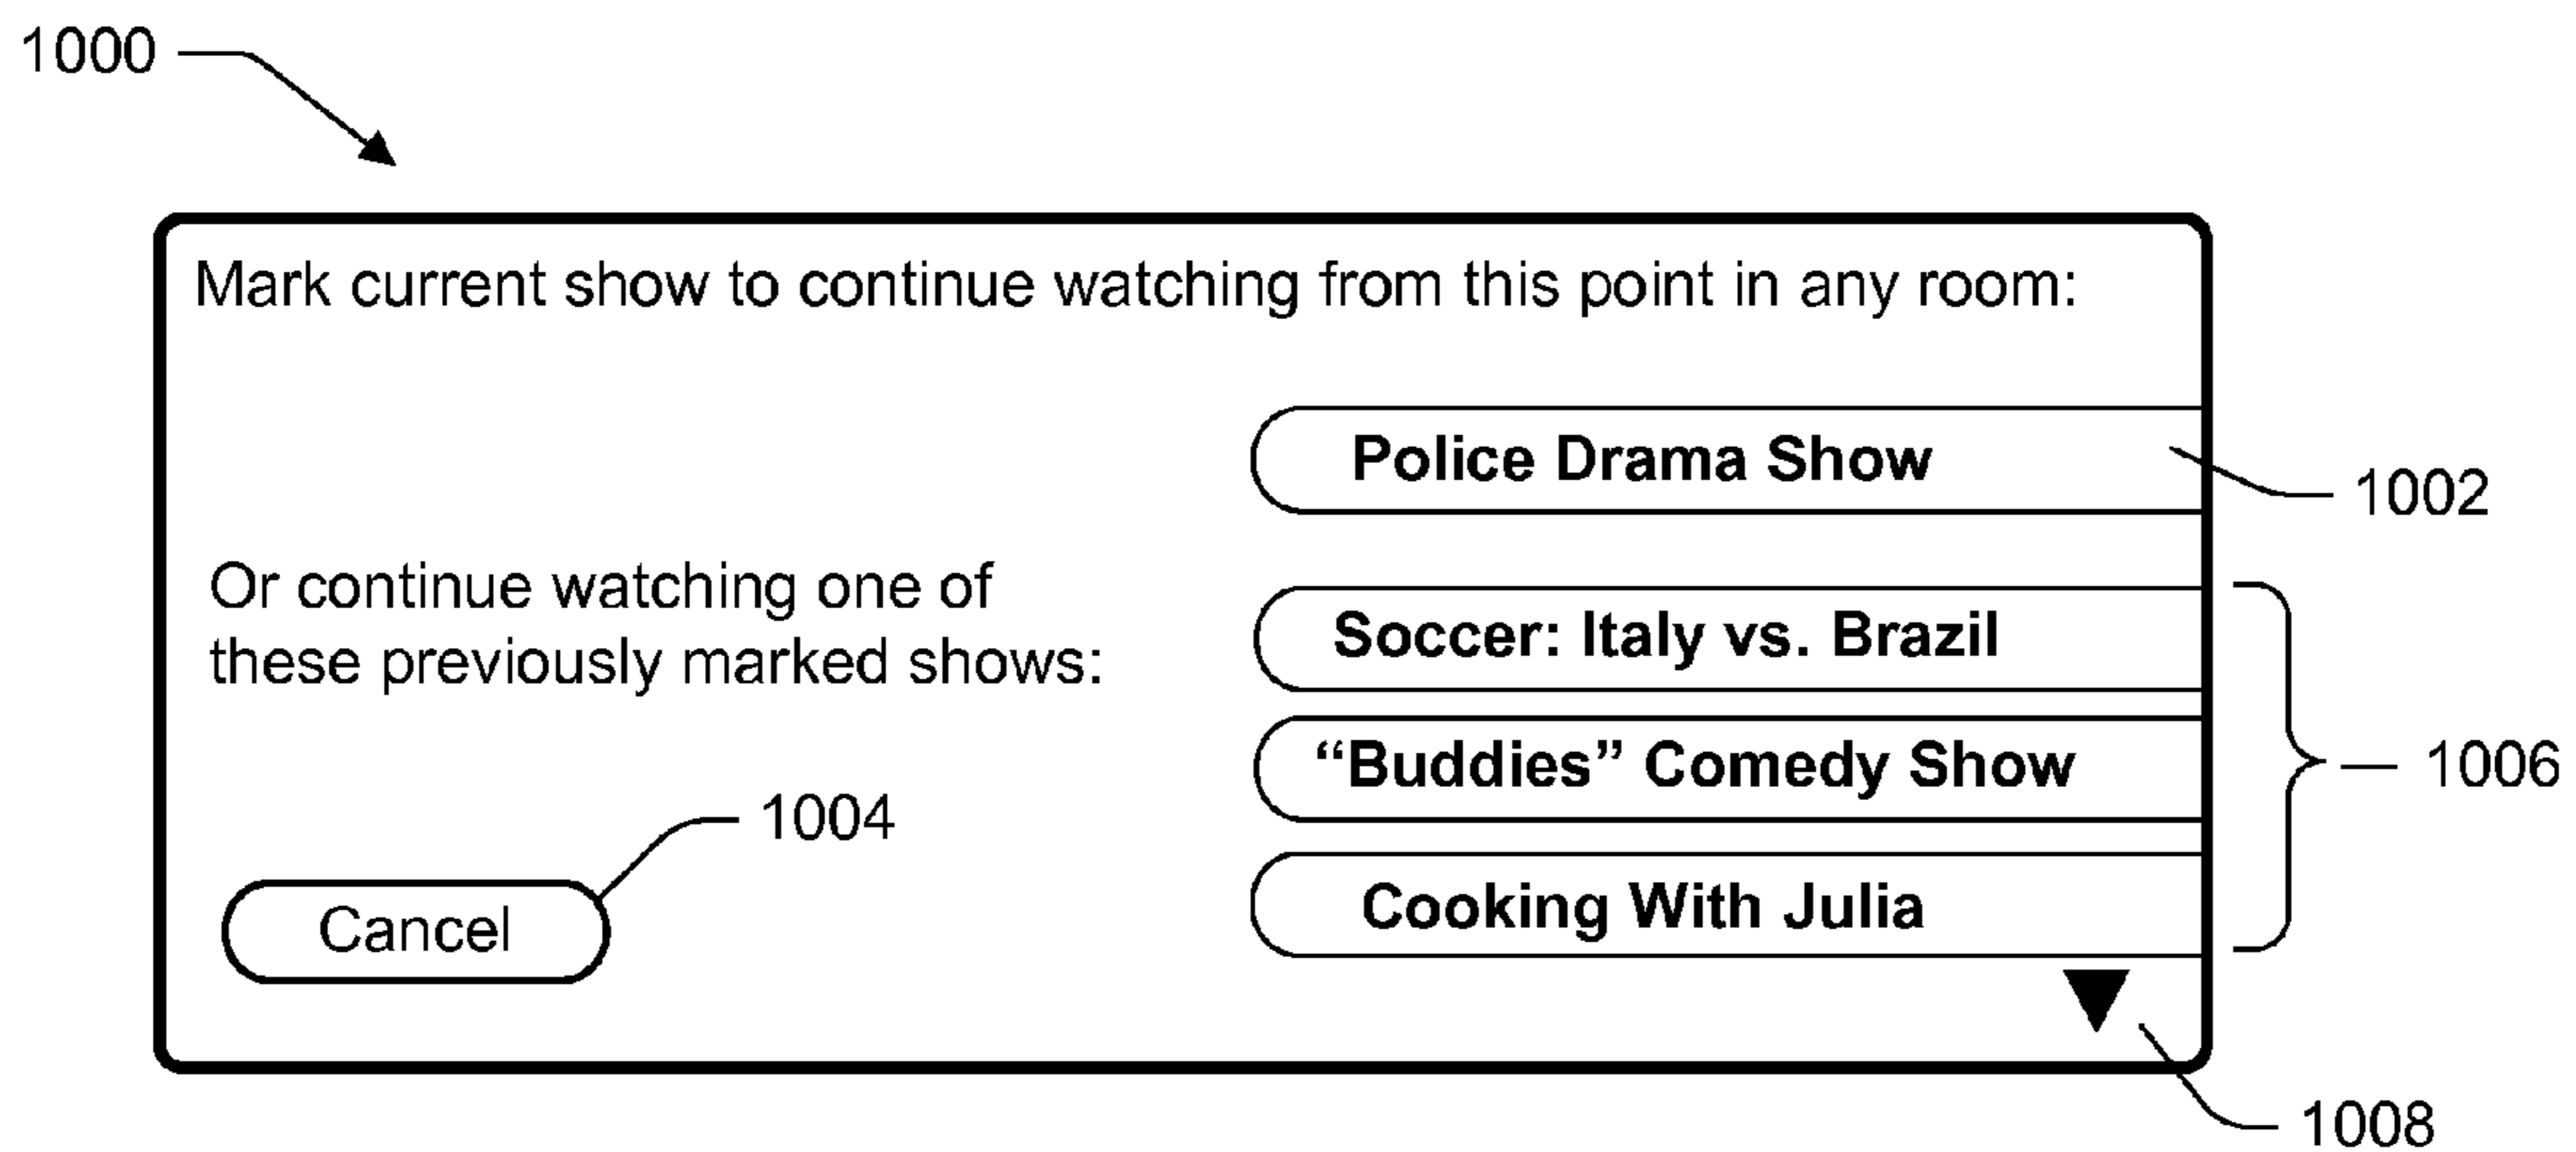 1000
Mark current show to continue watching from this point in any room:
Police Drama Show
1002
Or continue watching one of
these previously marked shows:
Soccer: Italy vs. Brazil
“Buddies” Comedy Show
1006
1004
Cancel
Cooking With Julia
1008